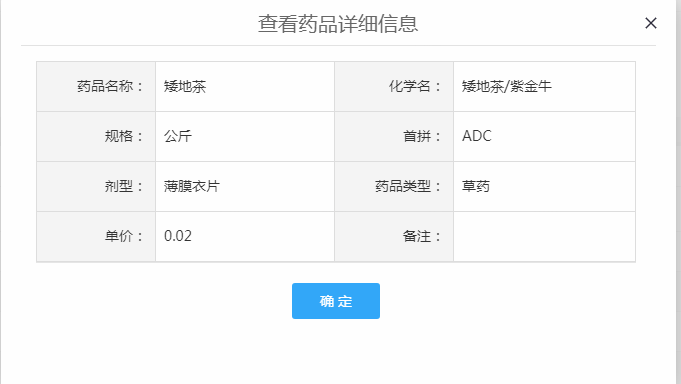 查看药品详细信息 ×
药品名称： 矮地茶 化学名： 矮地茶/紫金牛
规格： 公斤 首拼： ADC
剂型： 薄膜衣片 药品类型： 草药
单价： 0.02 备注：
确 定